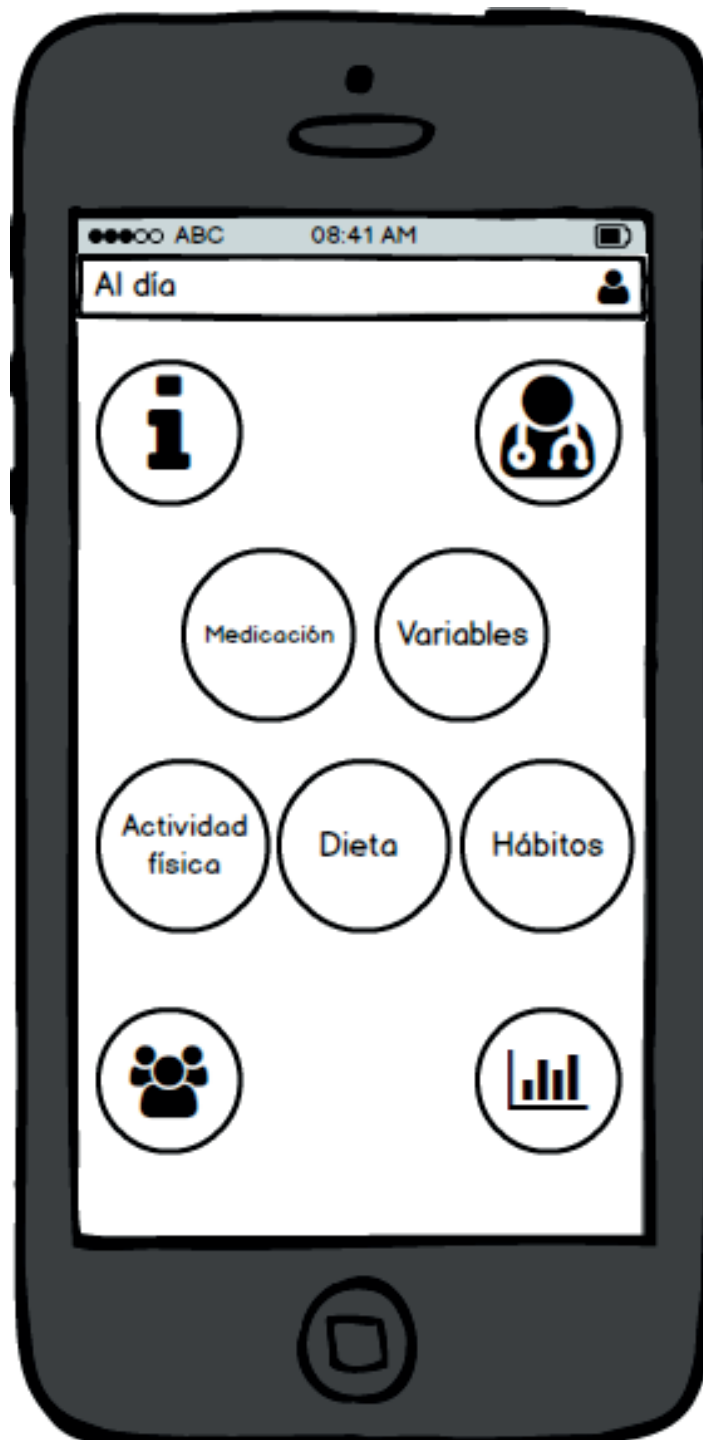 ABC 08:41 AM
Al día
Medicación
Variables
Actividad
física
Dieta
Hábitos